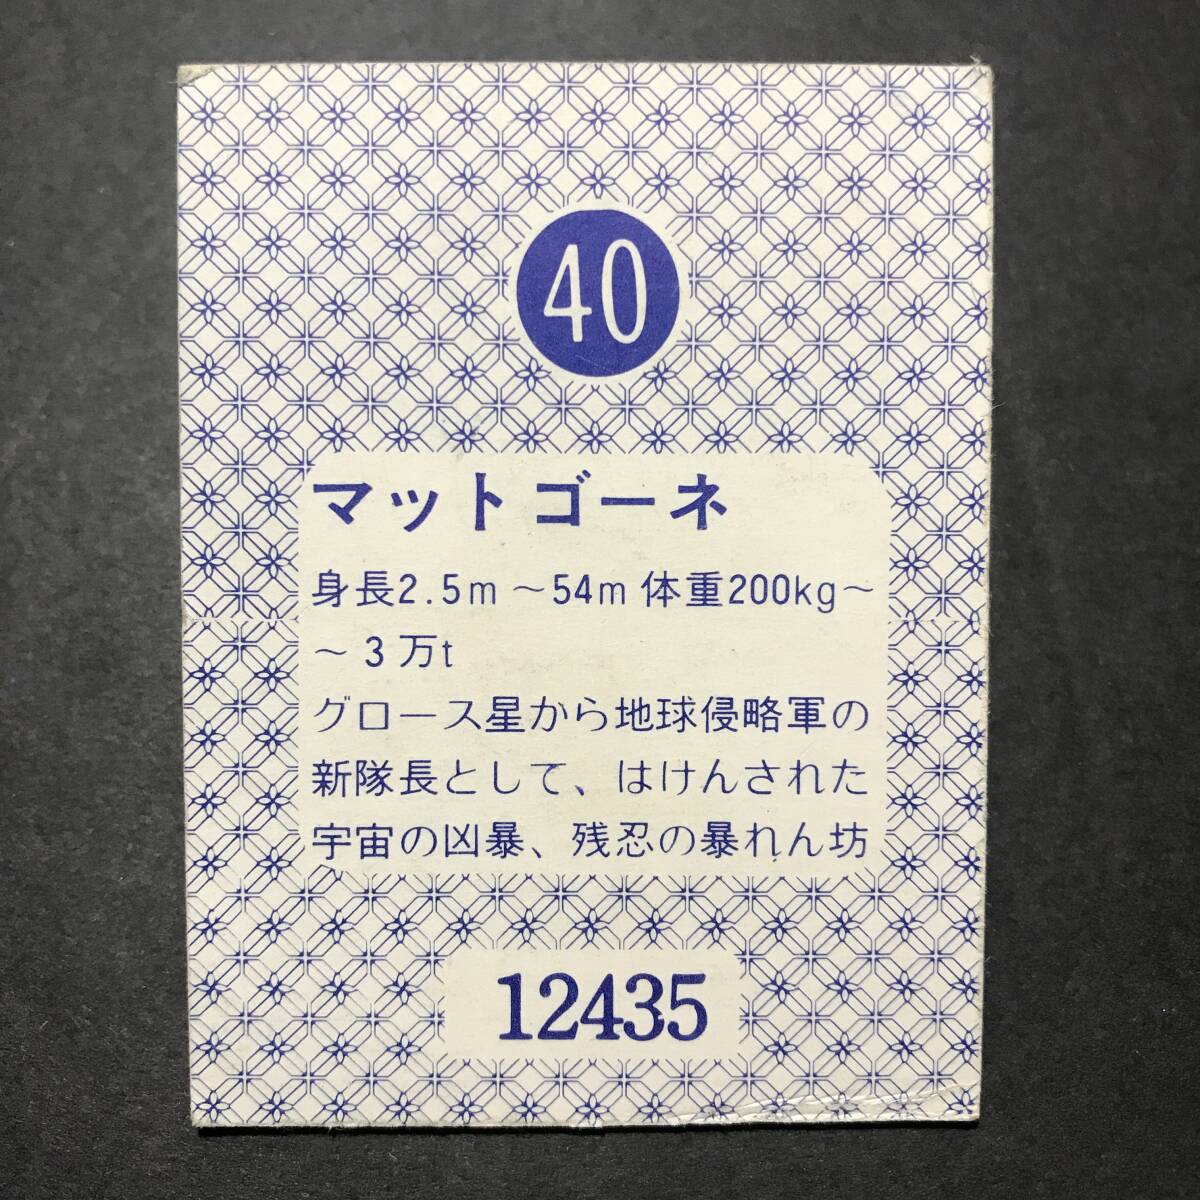 40
マットゴーネ
身長2.5m～54m 体重200kg～
～3万t
グロース星から地球侵略軍の
新隊長として、はけんされた
宇宙の凶暴、残忍の暴れん坊
12435